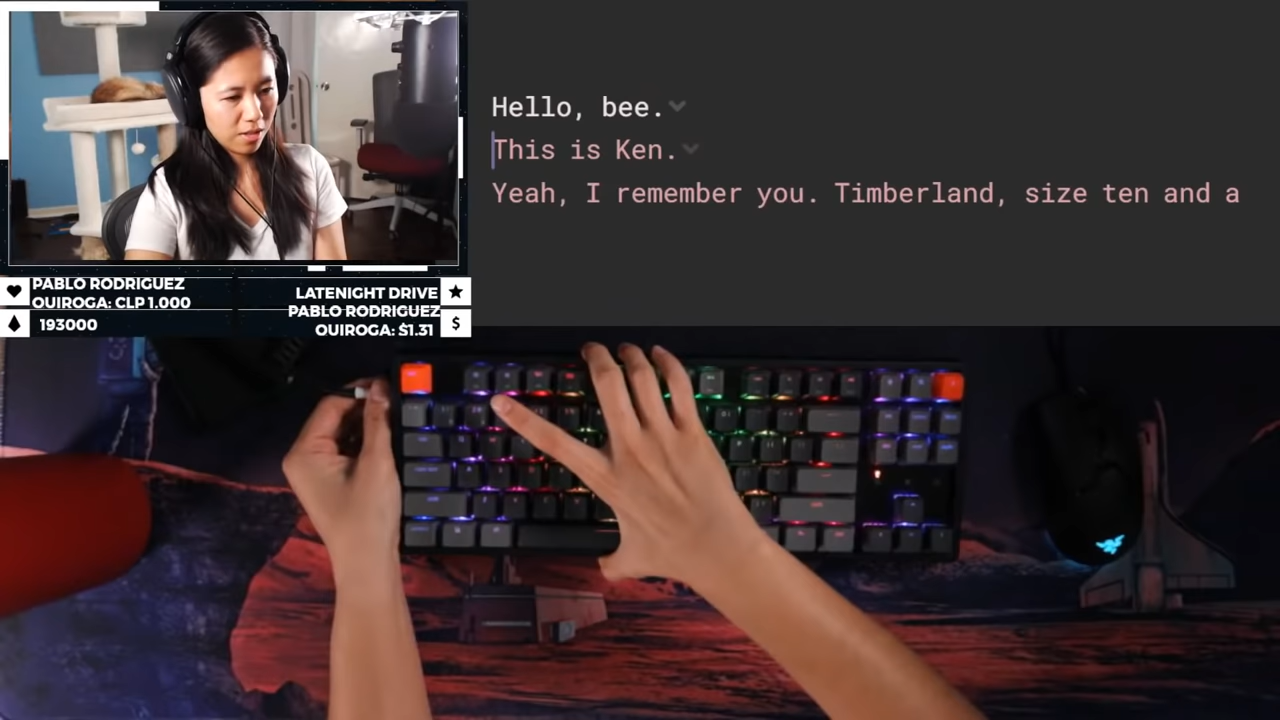 Hello, bee.
This is Ken.
Yeah, I remember you. Timberland, size ten and a
PABLO RODRIGUEZ
QUIROGA: CLP 1.000
193000
LATENIGHT DRIVE
PABLO RODRIGUEZ
QUIROGA: $1.31
$